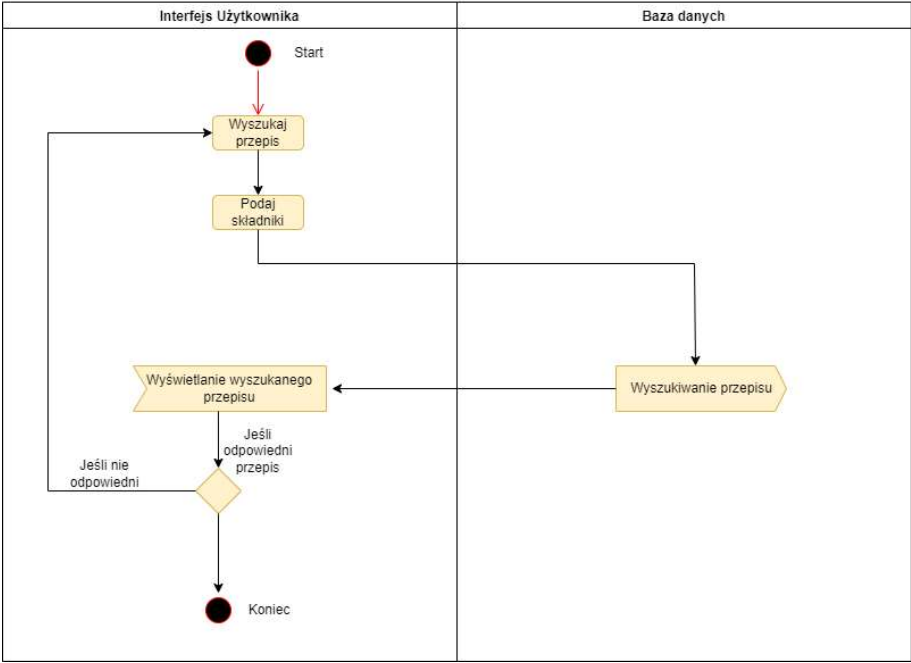 Interfejs Użytkownika
Baza danych
Start
Wyszukaj
przepis
Podaj
składniki
Wyświetlanie wyszukanego
przepisu
Wyszukiwanie przepisu
Jeśli
odpowiedni
przepis
Jeśli nie
odpowiedni
Koniec